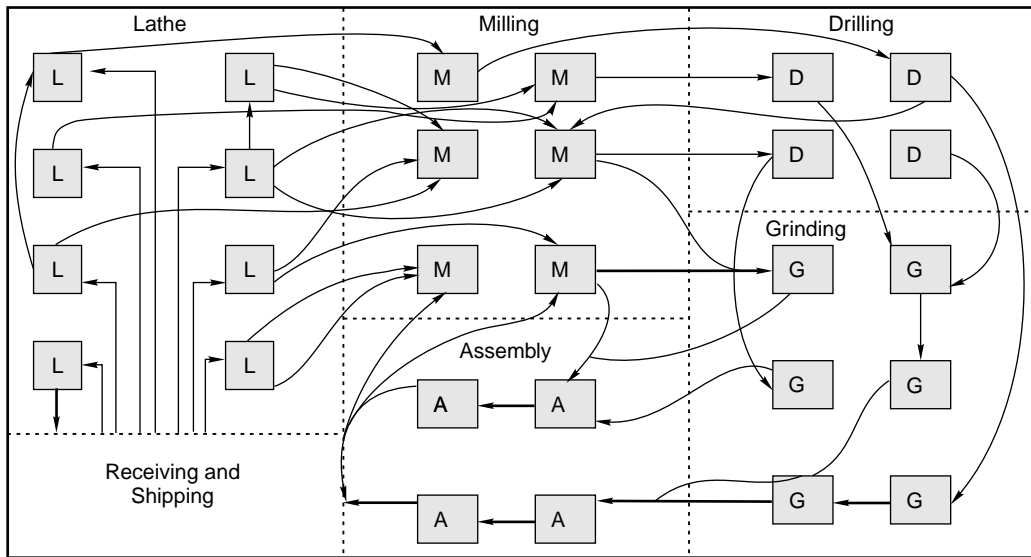 Lathe Milling Drilling
L L M M D D
L L M M D D
Grinding
L L M M G G
Assembly
L L G G
A A
Receiving and
Shipping
A A G G